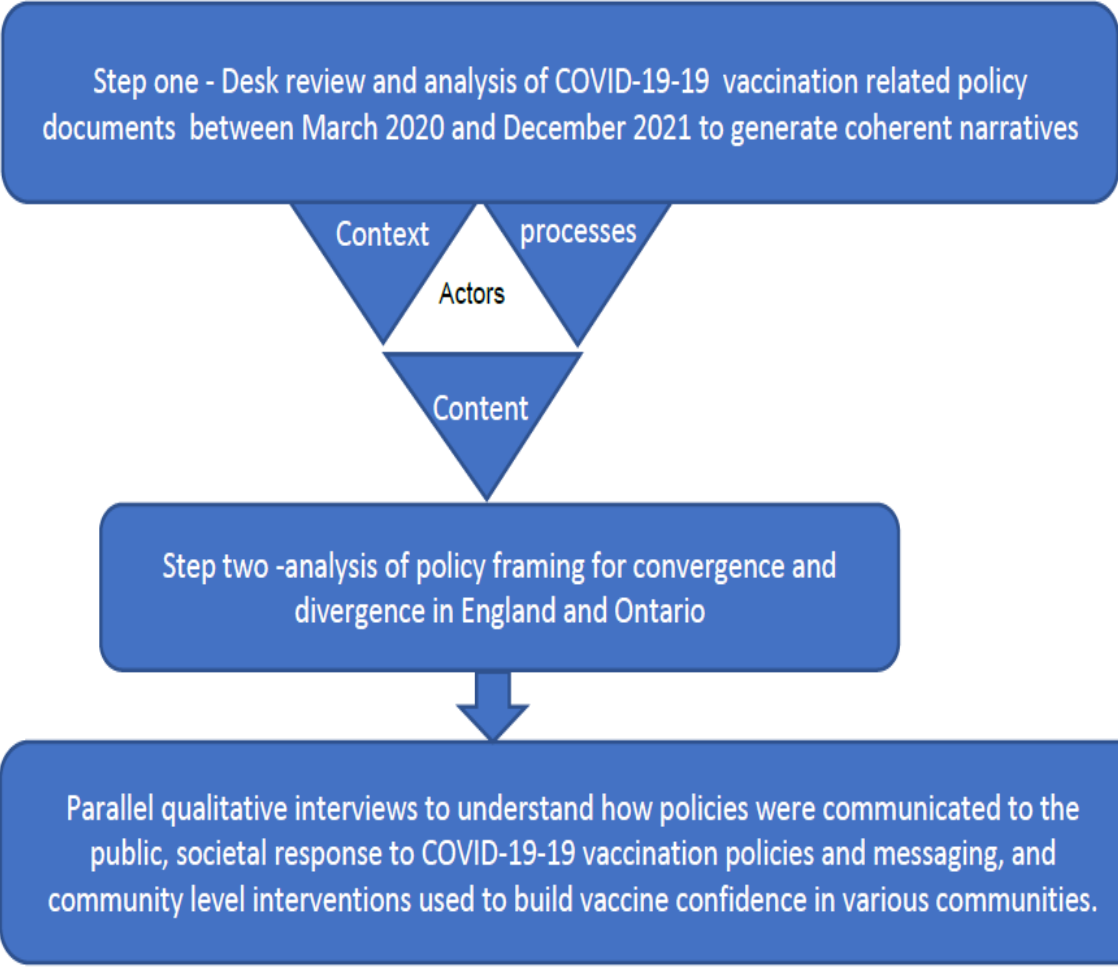 Step one - Desk review and analysis of COVID-19-19 vaccination related policy
documents between March 2020 and December 2021 to generate coherent narratives
Context
processes
Actors
Content
Step two -analysis of policy framing for convergence and
divergence in England and Ontario
Parallel qualitative interviews to understand how policies were communicated to the
public, societal response to COVID-19-19 vaccination policies and messaging, and
community level interventions used to build vaccine confidence in various communities.